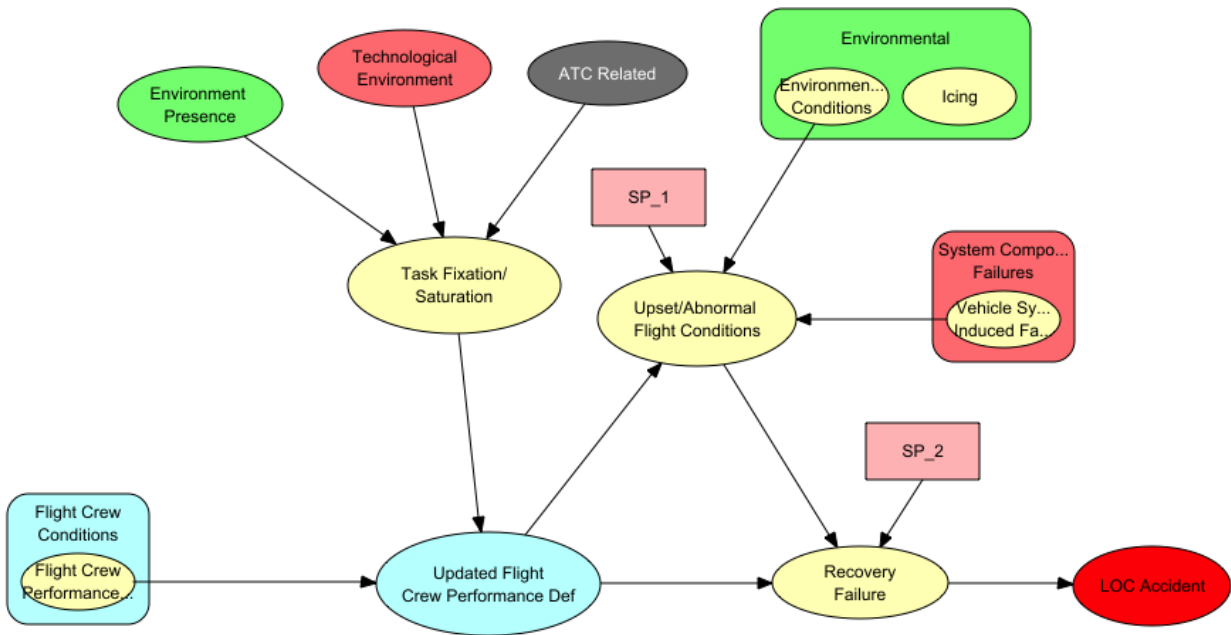 Technological
Environment
ATC Related
Environmental
Environmen...
Conditions
Icing
Environment
Presence
SP_1
Task Fixation/
Saturation
System Compo...
Failures
Vehicle Sy...
Induced Fa...
Upset/Abnormal
Flight Conditions
SP_2
Flight Crew
Conditions
Flight Crew
Performance...
Updated Flight
Crew Performance Def
Recovery
Failure
LOC Accident